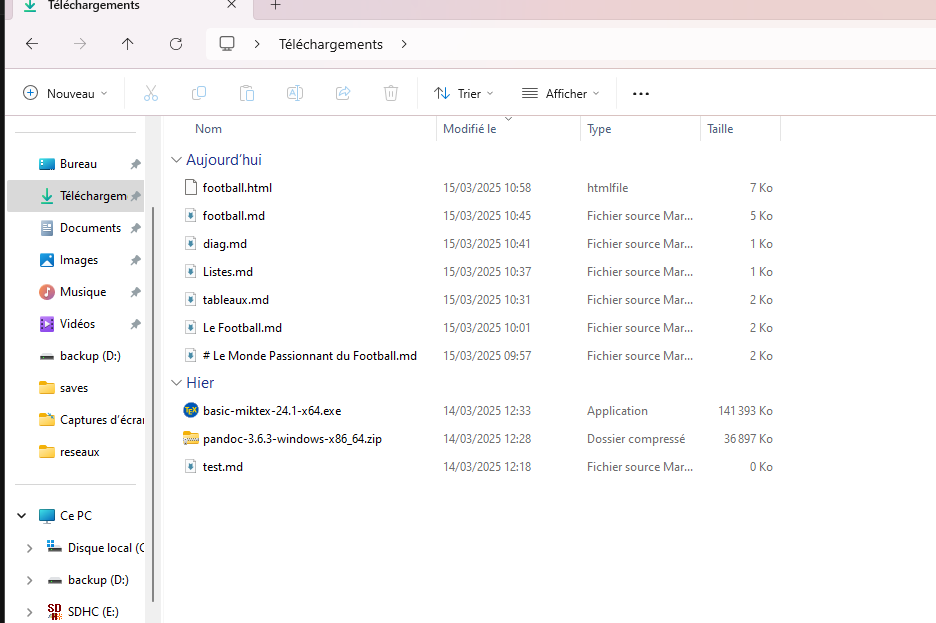 Téléchargements
Téléchargements
Nouveau
Trier
Afficher
Nom
Modifié le
Type
Taille
Bureau
Téléchargem
Documents
Images
Musique
Vidéos
backup (D:)
saves
Captures d’écrar
reseaux
Ce PC
Disque local (C
backup (D:)
SDHC (E:)
Aujourd’hui
football.html 15/03/2025 10:58 htmlfile 7 Ko
football.md 15/03/2025 10:45 Fichier source Mar... 5 Ko
diag.md 15/03/2025 10:41 Fichier source Mar... 1 Ko
Listes.md 15/03/2025 10:37 Fichier source Mar... 1 Ko
tableaux.md 15/03/2025 10:31 Fichier source Mar... 2 Ko
Le Football.md 15/03/2025 10:01 Fichier source Mar... 2 Ko
# Le Monde Passionnant du Football.md 15/03/2025 09:57 Fichier source Mar... 2 Ko
Hier
basic-miktex-24.1-x64.exe 14/03/2025 12:33 Application 141 393 Ko
pandoc-3.6.3-windows-x86_64.zip 14/03/2025 12:28 Dossier compressé 36 897 Ko
test.md 14/03/2025 12:18 Fichier source Mar... 0 Ko